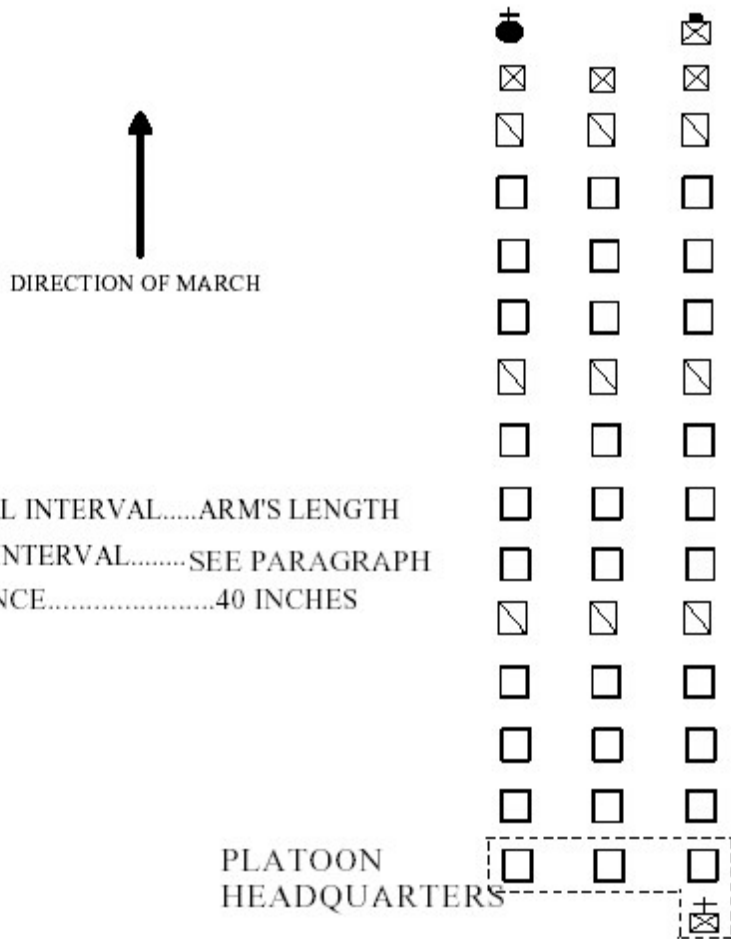 DIRECTION OF MARCH
L INTERVAL.....ARM'S LENGTH
NTERVAL........SEE PARAGRAPH
NCE......................40 INCHES
PLATOON
HEADQUARTERS